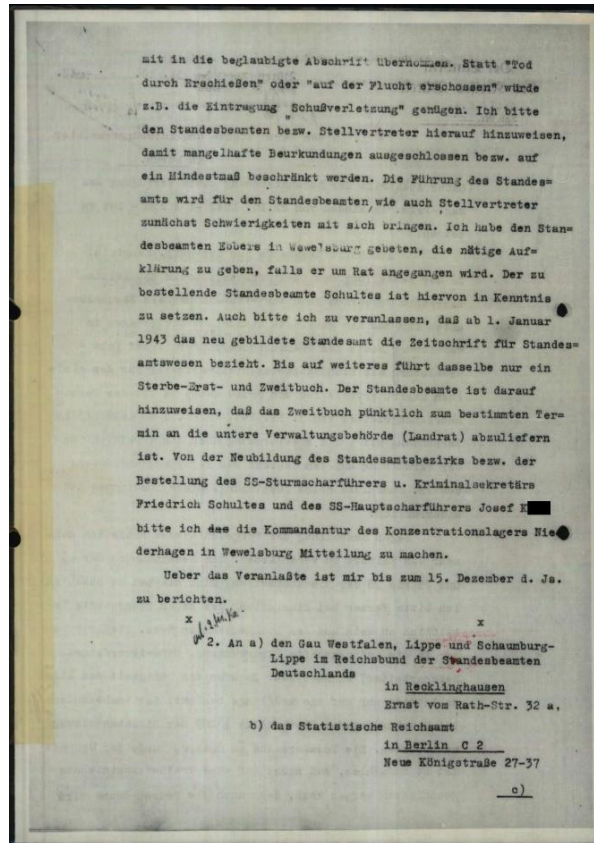 mit in die beglaubigte Abschrift übernommen. Statt "Tod
durch Erschießen" oder "auf der Flucht erschossen" würde
z.B. die Eintragung "Schußverletzung" genügen. Ich bitte
den Standesbeamten bezw. Stellvertreter hierauf hinzuweisen,
damit mangelhafte Beurkundungen ausgeschlossen bezw. auf
ein Mindestmaß beschränkt werden. Die Führung des Standes=
amts wird für den Standesbeamten, wie auch Stellvertreter
zunächst Schwierigkeiten mit sich bringen. Ich habe den Stan=
desbeamten Ebbers in Wewelsburg gebeten, die nötige Auf=
klärung zu geben, falls er um Rat angegangen wird. Der zu
bestellende Standesbeamte Schultes ist hiervon in Kenntnis
zu setzen. Auch bitte ich zu veranlassen, daß ab 1. Januar
1943 das neu gebildete Standesamt die Zeitschrift für Standes=
amtswesen bezieht. Bis auf weiteres führt dasselbe nur ein
Sterbe-Erst- und Zweitbuch. Der Standesbeamte ist darauf
hinzuweisen, daß das Zweitbuch pünktlich zum bestimmten Ter=
min an die untere Verwaltungsbehörde (Landrat) abzuliefern
ist. Von der Neubildung des Standesamtsbezirks bezw. der
Bestellung des SS-Sturmscharführers u. Kriminalsekretärs
Friedrich Schultes und des SS-Hauptscharführers Josef K
bitte ich das die Kommandantur des Konzentrationslagers Nie
derhagen in Wewelsburg Mitteilung zu machen.
Ueber das Veranlaßte ist mir bis zum 15. Dezember d. Js.
zu berichten.
x x
2. An a) den Gau Westfalen, Lippe und Schaumburg-
Lippe im Reichsbund der Standesbeamten
Deutschlands
in Recklinghausen
Ernst vom Rath-Str. 32 a,
b) das Statistische Reichsamt
in Berlin C 2
Neue Königstraße 27-37
c)